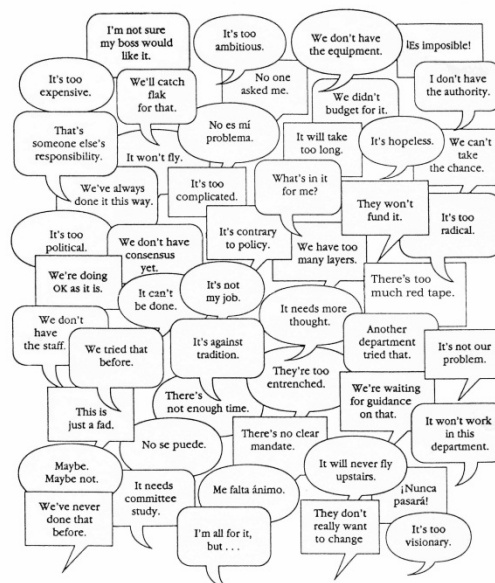 I'm not sure
my boss would
like it.
It's too
ambitious.
We don't have
the equipment.
¡Es imposible!
It's too
expensive.
We'll catch
flak
for that.
No one
asked me.
We didn't
budget for it.
I don't have
the authority.
That's
someone else's
responsibility.
It won't fly.
No es mí
problema.
It will take
too long.
It's hopeless.
We can't
take
the chance.
We've always
done it this way.
It's too
complicated.
What's in it
for me?
They won't
fund it.
It's too
radical.
It's too
political.
We don't have
consensus
yet.
It's contrary
to policy.
We have too
many layers.
We're doing
OK as it is.
It can't
be done.
It's not
my job.
There's too
much red tape.
We don't
have
the staff.
We tried that
before.
It's against
tradition.
It needs more
thought.
Another
department
tried that.
It's not our
problem.
They're too
entrenched.
This is
just a fad.
There's
not enough time.
We're waiting
for guidance
on that.
It won't work
in this
department.
No se puede.
There's no clear
mandate.
Maybe.
Maybe not.
It needs
committee
study.
Me falta ánimo.
It will never fly
upstairs.
¡Nunca
pasará!
We've never
done that
before.
I'm all for it,
but . . .
They don't
really want
to change
It's too
visionary.